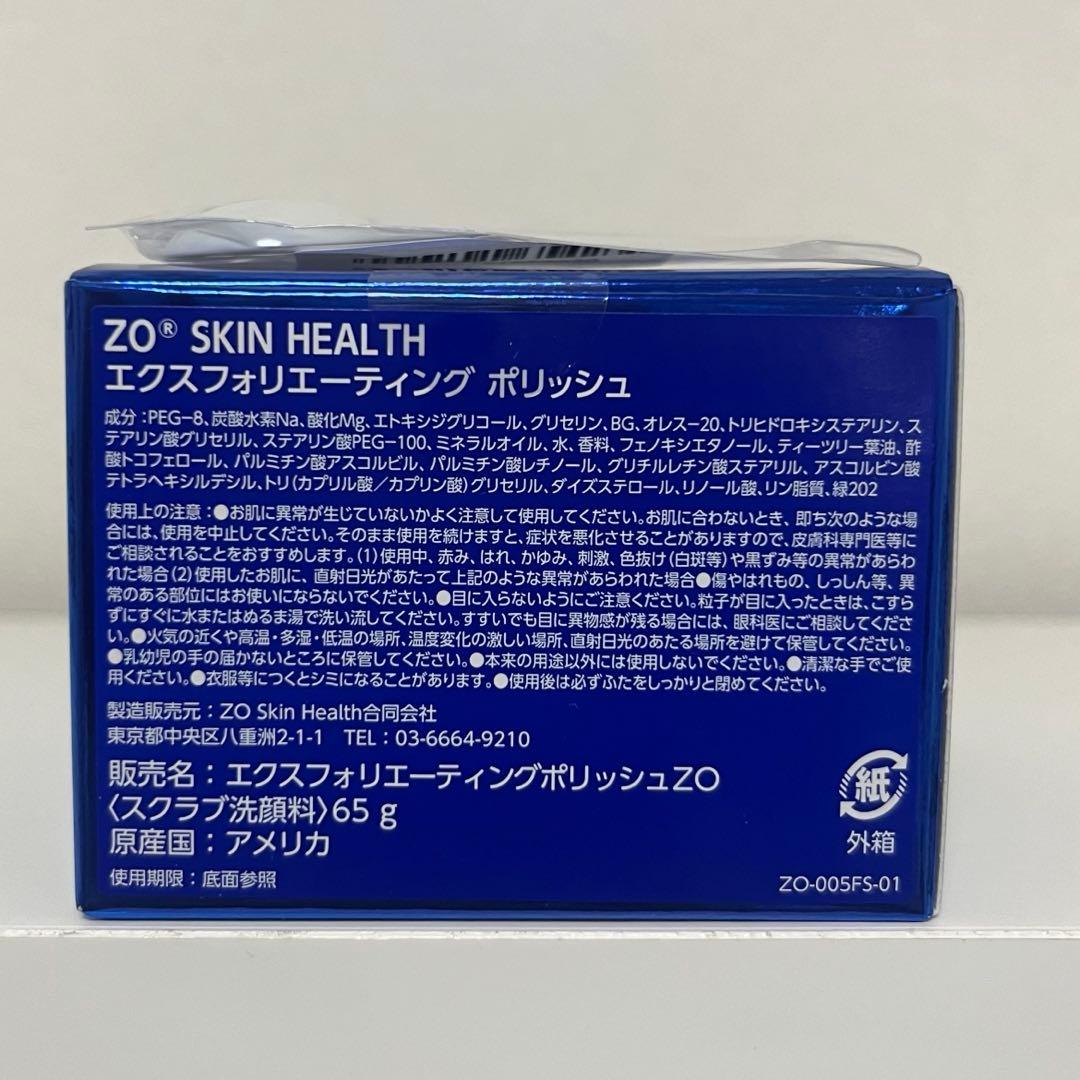 ZO® SKIN HEALTH
エクスフォリエーティング ポリッシュ
成分：PEG-8、炭酸水素Na、酸化Mg、エトキシジグリコール、グリセリン、BG、オレス-20、トリヒドロキシステアリン、ス
テアリン酸グリセリル、ステアリン酸PEG-100、ミネラルオイル、水、香料、フェノキシエタノール、ティーツリー葉油、酢
酸トコフェロール、パルミチン酸アスコルビル、パルミチン酸レチノール、グリチルレチン酸ステアリル、アスコルビン酸
テトラヘキシルデシル、トリ（カプリル酸／カプリン酸）グリセリル、ダイズステロール、リノール酸、リン脂質、緑202
使用上の注意：●お肌に異常が生じていないかよく注意して使用してください。お肌に合わないとき、即ち次のような場
合には、使用を中止してください。そのまま使用を続けますと、症状を悪化させることがありますので、皮膚科専門医等に
ご相談されることをおすすめします。（1）使用中、赤み、はれ、かゆみ、刺激、色抜け（白斑等）や黒ずみ等の異常があらわ
れた場合（2）使用したお肌に、直射日光があたって上記のような異常があらわれた場合●傷やはれもの、しっしん等、異
常のある部位にはお使いにならないでください。●目に入らないようにご注意ください。粒子が目に入ったときは、こすら
ずにすぐに水またはぬるま湯で洗い流してください。すすいでも目に異物感が残る場合には、眼科医にご相談してくださ
い。●火気の近くや高温・多湿・低温の場所、温度変化の激しい場所、直射日光のあたる場所を避けて保管してください。
●乳幼児の手の届かないところに保管してください。●本来の用途以外には使用しないでください。●清潔な手でご使
用ください。●衣服等につくとシミになることがあります。●使用後は必ずふたをしっかりと閉めてください。
製造販売元：ZO Skin Health合同会社
東京都中央区八重洲2-1-1　TEL：03-6664-9210
販売名：エクスフォリエーティングポリッシュZO
〈スクラブ洗顔料〉65 g
原産国：アメリカ
使用期限：底面参照
紙
外箱
ZO-005FS-01